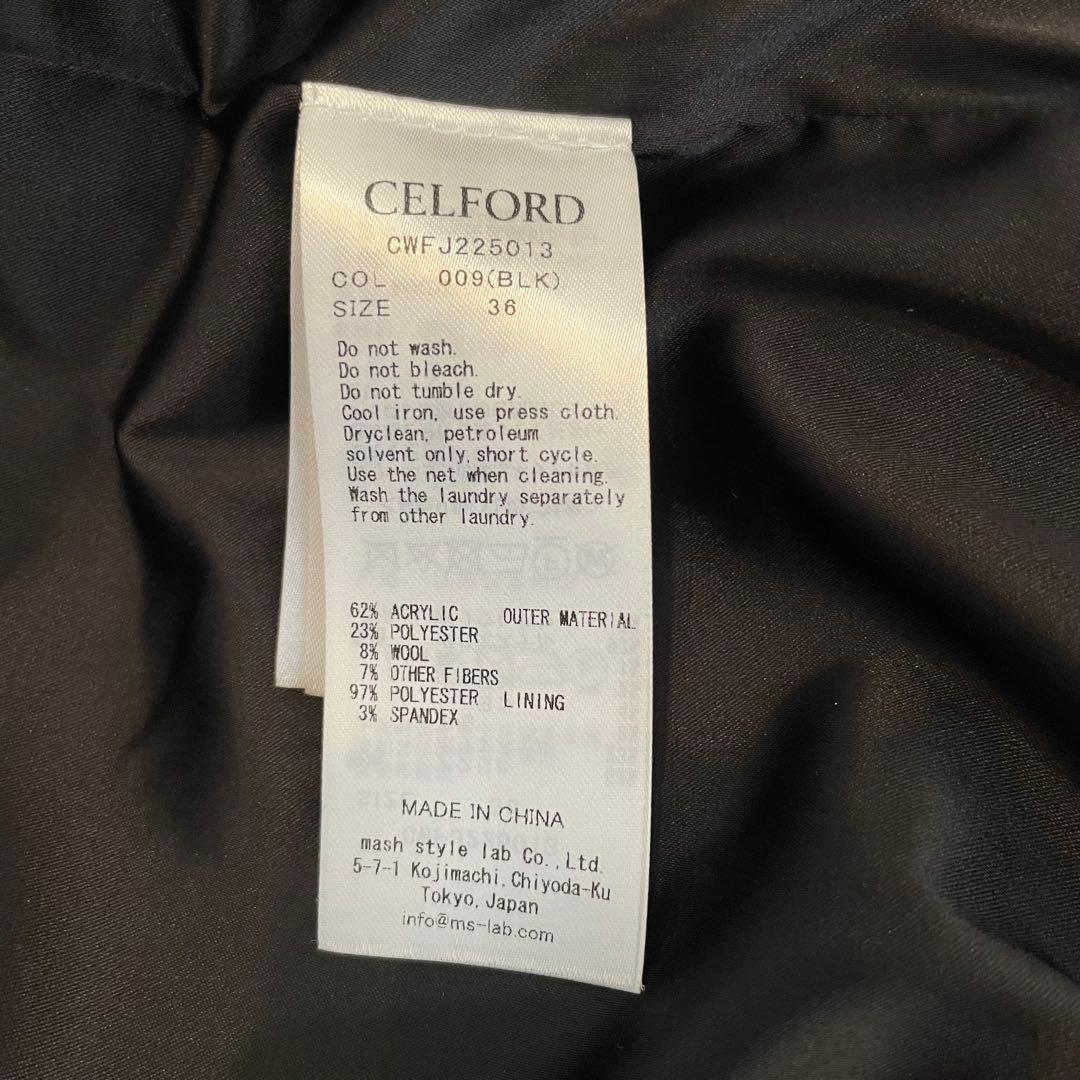 CELFORD
CWFJ225013
COL 009(BLK)
SIZE 36
Do not wash.
Do not bleach.
Do not tumble dry.
Cool iron, use press cloth.
Dryclean, petroleum
solvent only, short cycle.
Use the net when cleaning.
Wash the laundry separately
from other laundry.
62% ACRYLIC OUTER MATERIAL
23% POLYESTER
8% WOOL
7% OTHER FIBERS
97% POLYESTER LINING
3% SPANDEX
MADE IN CHINA
mash style lab Co.,Ltd.
5-7-1 Kojimachi,Chiyoda-Ku
Tokyo,Japan
info@ms-lab.com